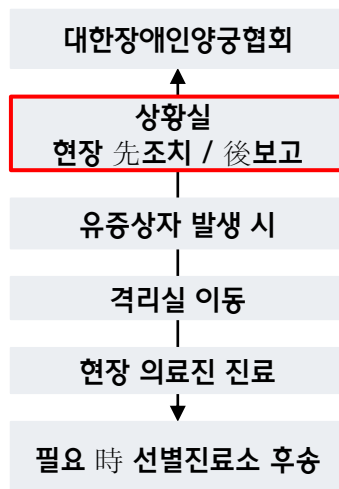 대한장애인양궁협회
상황실
현장 先조치 / 後보고
유증상자 발생 시
격리실 이동
현장 의료진 진료
필요 時 선별진료소 후송